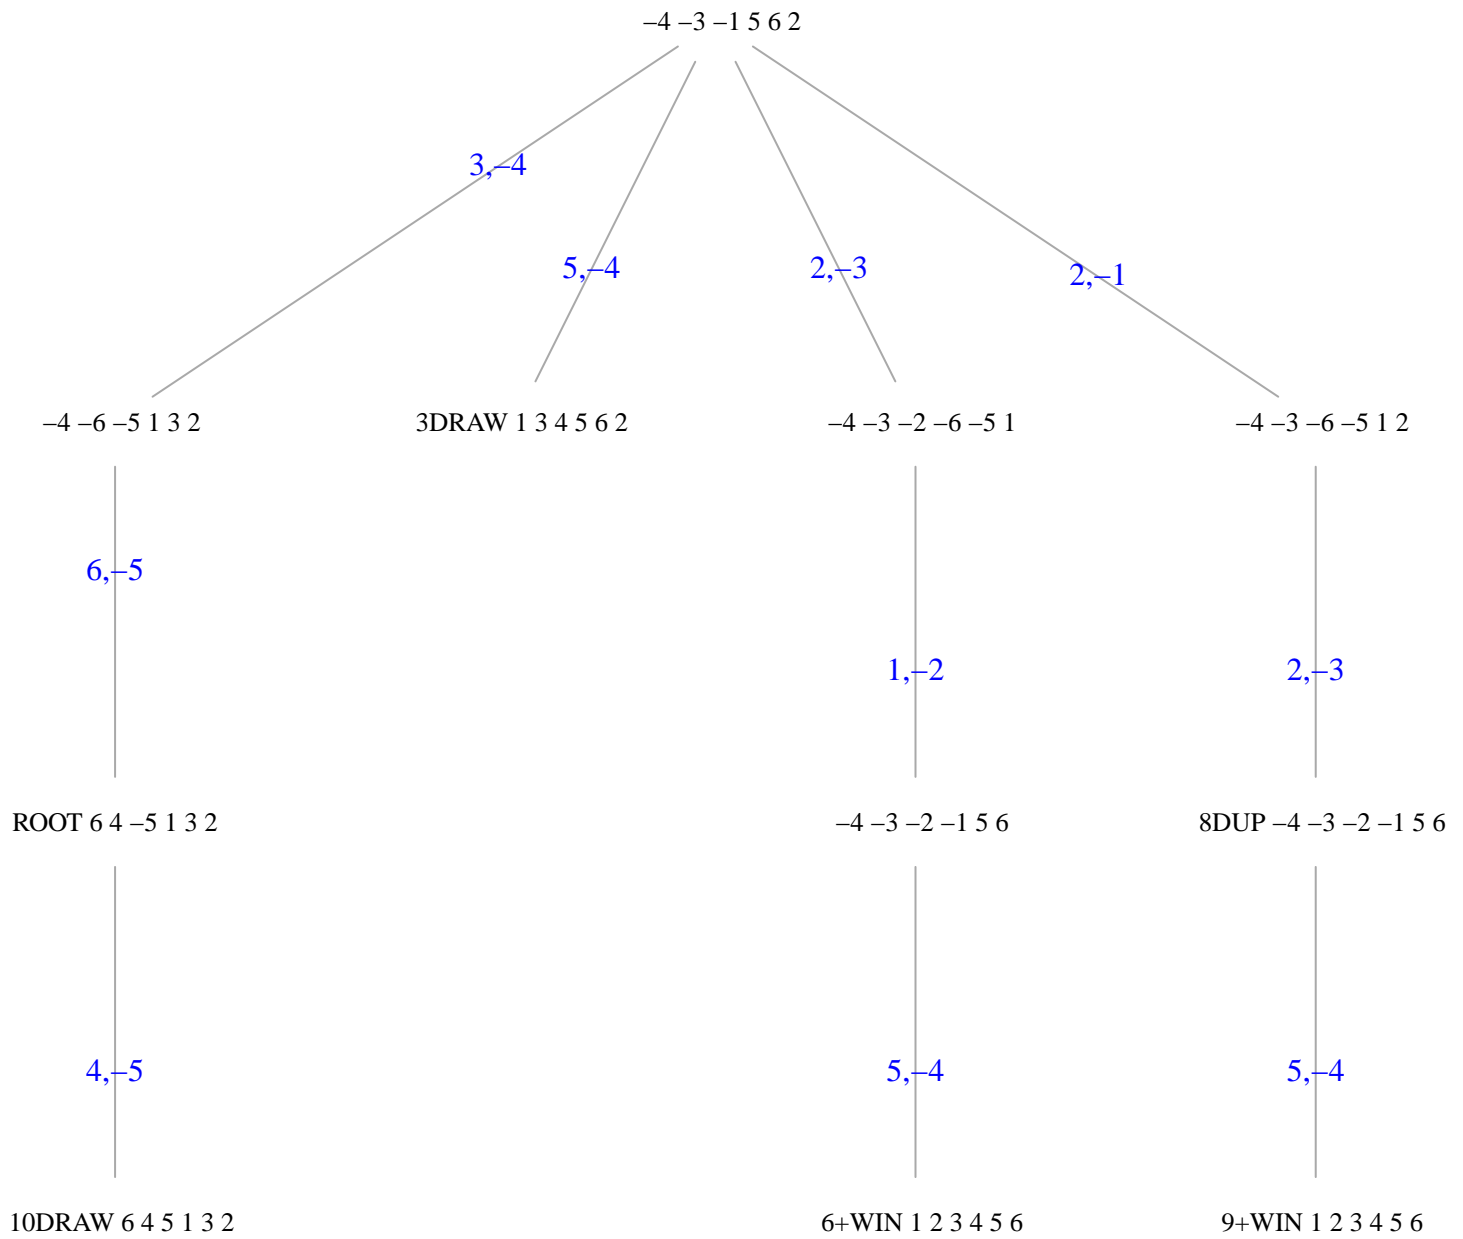 –4 –3 –1 5 6 2
3,–4
5,–4
2,–3
2,–1
–4 –6 –5 1 3 2
3DRAW 1 3 4 5 6 2
–4 –3 –2 –6 –5 1
–4 –3 –6 –5 1 2
6,–5
1,–2
2,–3
ROOT 6 4 –5 1 3 2
–4 –3 –2 –1 5 6
8DUP –4 –3 –2 –1 5 6
4,–5
5,–4
5,–4
10DRAW 6 4 5 1 3 2
6+WIN 1 2 3 4 5 6
9+WIN 1 2 3 4 5 6